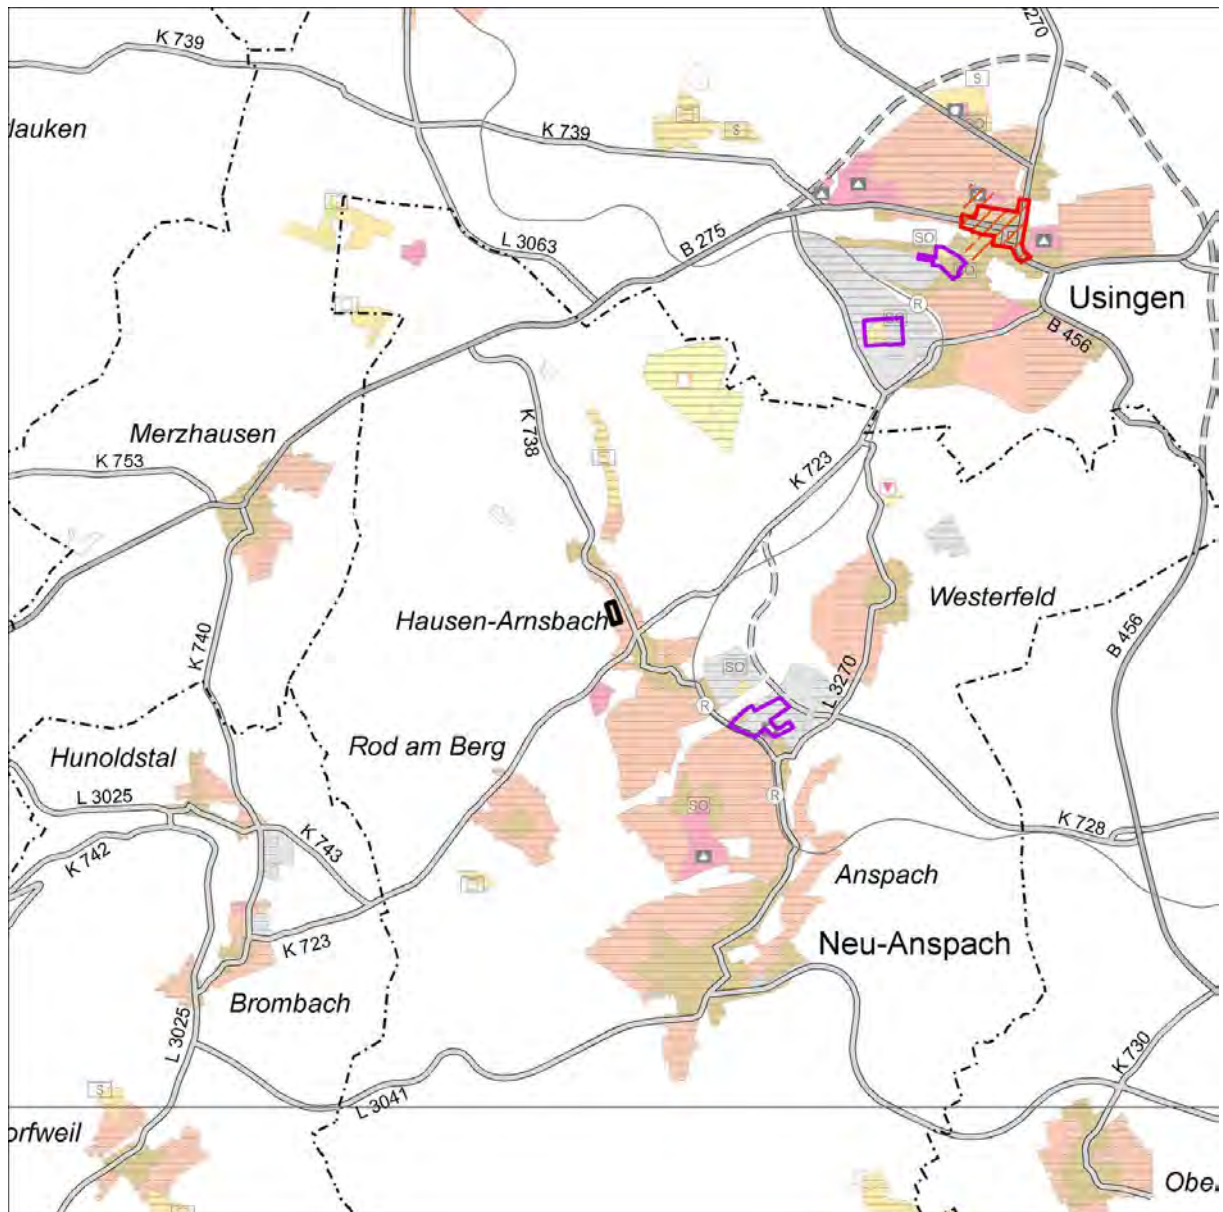 K 739
270
S
lauken
K 739
S
SO
L 3063
B 275
SO
R
Usingen
B 456
SO
Merzhausen
K 738
K 753
K 723
Hausen-Arnsbach
Westerfeld
K 740
B 456
SO
L 3270
R
Hunoldstal
Rod am Berg
L 3025
SO
R
K 742
K 743
K 728
Anspach
K 723
Neu-Anspach
Brombach
L 3025
K 730
L 3041
S
orfweil
Obe.
S